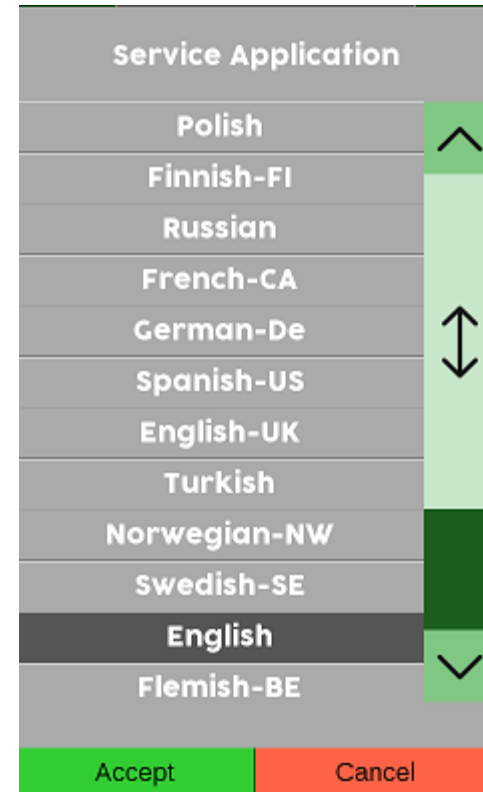 Service Application
Polish
Finnish-FI
Russian
French-CA
German-De
Spanish-US
English-UK
Turkish
Norwegian-NW
Swedish-SE
English
Flemish-BE
Accept
Cancel